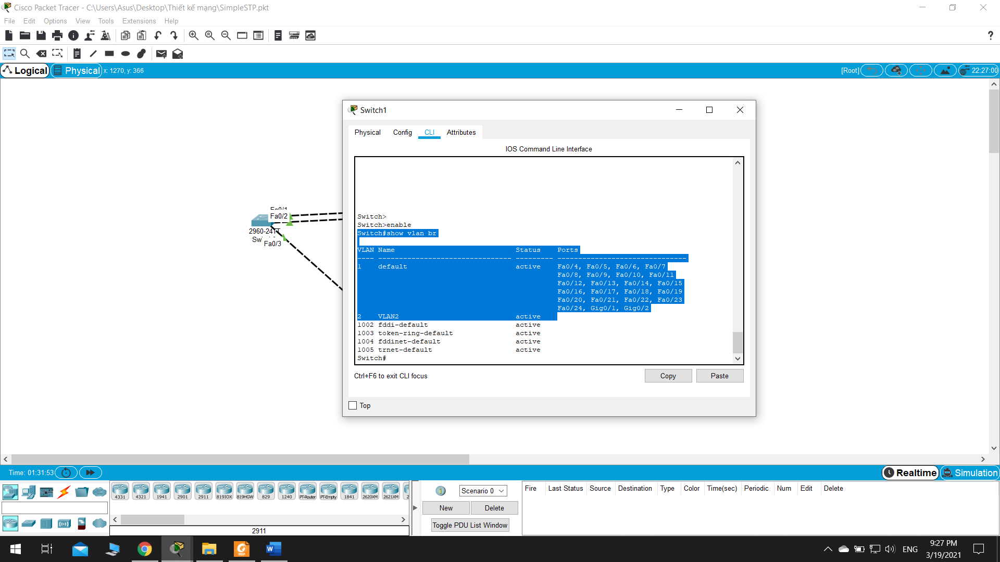 Cisco Packet Tracer - C:\Users\Asus\Desktop\Thiết kế mạng\SimpleSTP.pkt
File Edit Options View Tools Extensions Help
Logical Physical x: 1270, y: 366 [Root] 22:27:00
Switch1
Physical Config CLI Attributes
IOS Command Line Interface
Switch>
Switch>enable
Switch#show vlan br
VLAN Name Status Ports
---- -------------------------------- --------- -------------------------------
1 default active Fa0/4, Fa0/5, Fa0/6, Fa0/7
Fa0/8, Fa0/9, Fa0/10, Fa0/11
Fa0/12, Fa0/13, Fa0/14, Fa0/15
Fa0/16, Fa0/17, Fa0/18, Fa0/19
Fa0/20, Fa0/21, Fa0/22, Fa0/23
Fa0/24, Gig0/1, Gig0/2
2 VLAN2 active
1002 fddi-default active
1003 token-ring-default active
1004 fddinet-default active
1005 trnet-default active
Switch#
Ctrl+F6 to exit CLI focus
Copy Paste
Top
Fa0/1
Fa0/2
2960-24TT
Fa0/3
Time: 01:31:53
Realtime Simulation
4331 4321 1941 2901 2911 819IOX 819HGW 829 1240 PT-Router PT-Empty 1841 2620XM 2621XM
2911
Scenario 0
New Delete
Toggle PDU List Window
Fire Last Status Source Destination Type Color Time(sec) Periodic Num Edit Delete
ENG
9:27 PM
3/19/2021